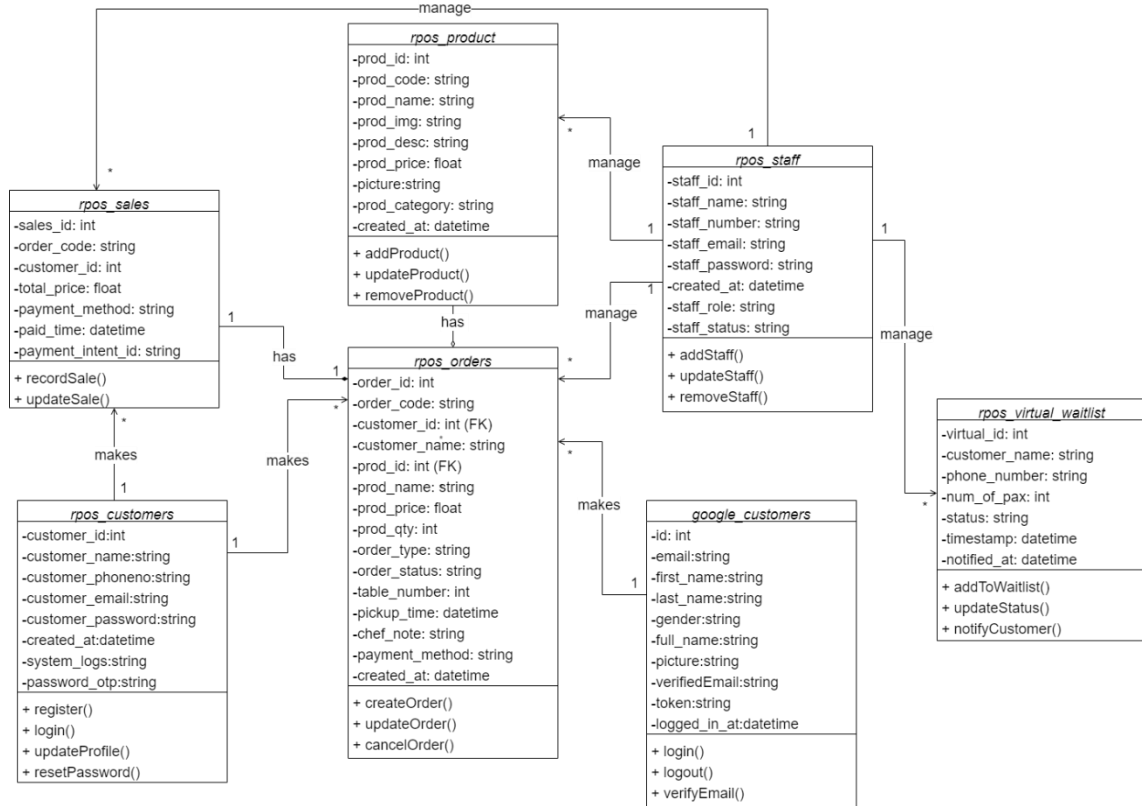 manage
rpos_product
-prod_id: int
-prod_code: string
-prod_name: string
-prod_img: string
-prod_desc: string
-prod_price: float
-picture:string
-prod_category: string
-created_at: datetime
+ addProduct()
+ updateProduct()
+ removeProduct()
*
manage
1
1
rpos_staff
-staff_id: int
-staff_name: string
-staff_number: string
-staff_email: string
-staff_password: string
-created_at: datetime
-staff_role: string
-staff_status: string
+ addStaff()
+ updateStaff()
+ removeStaff()
1
1
manage
*
*
rpos_sales
-sales_id: int
-order_code: string
-customer_id: int
-total_price: float
-payment_method: string
-paid_time: datetime
-payment_intent_id: string
+ recordSale()
+ updateSale()
1
has
1
has
manage
*
rpos_orders
-order_id: int
-order_code: string
-customer_id: int (FK)
-customer_name: string
*
-prod_id: int (FK)
-prod_name: string
-prod_price: float
-prod_qty: int
-order_type: string
-order_status: string
-table_number: int
-pickup_time: datetime
-chef_note: string
-payment_method: string
-created_at: datetime
+ createOrder()
+ updateOrder()
+ cancelOrder()
*
makes
1
*
makes
1
rpos_customers
-customer_id:int
-customer_name:string
-customer_phoneno:string
-customer_email:string
-customer_password:string
-created_at:datetime
-system_logs:string
-password_otp:string
+ register()
+ login()
+ updateProfile()
+ resetPassword()
*
makes
1
google_customers
-id: int
-email:string
-first_name:string
-last_name:string
-gender:string
-full_name:string
-picture:string
-verifiedEmail:string
-token:string
-logged_in_at:datetime
+ login()
+ logout()
+ verifyEmail()
rpos_virtual_waitlist
-virtual_id: int
-customer_name: string
-phone_number: string
-num_of_pax: int
-status: string
-timestamp: datetime
-notified_at: datetime
+ addToWaitlist()
+ updateStatus()
+ notifyCustomer()